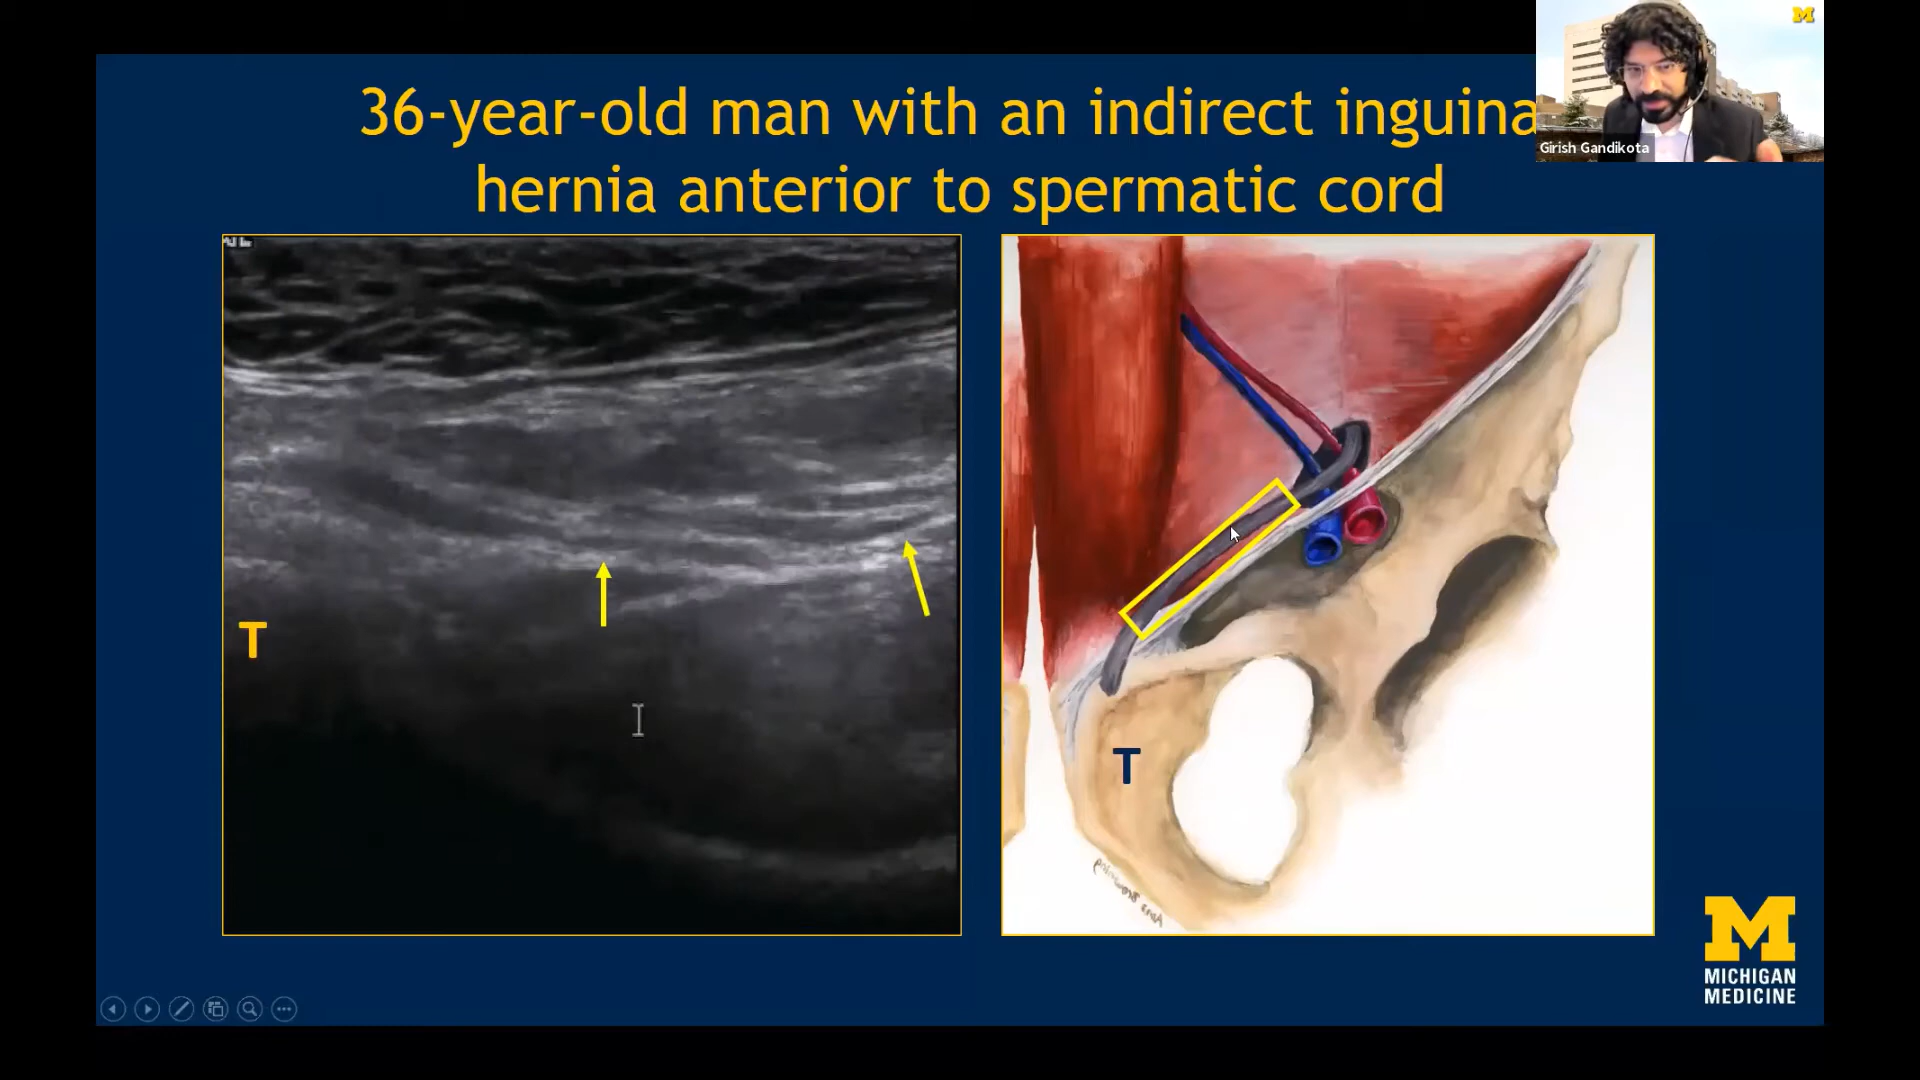 36-year-old man with an indirect inguina
hernia anterior to spermatic cord
M
Girish Gandikota
T
T
M
MICHIGAN
MEDICINE